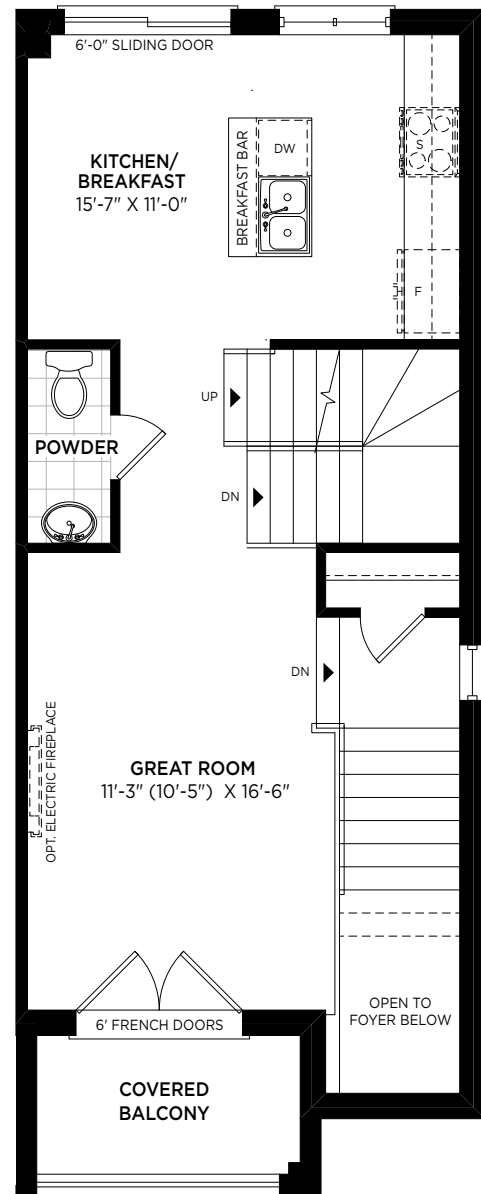 6'-0" SLIDING DOOR
KITCHEN/
BREAKFAST
15'-7" X 11'-0"
BREAKFAST BAR
DW
S
F
UP
POWDER
DN
DN
OPT. ELECTRIC FIREPLACE
GREAT ROOM
11'-3" (10'-5") X 16'-6"
OPEN TO
FOYER BELOW
6' FRENCH DOORS
COVERED
BALCONY